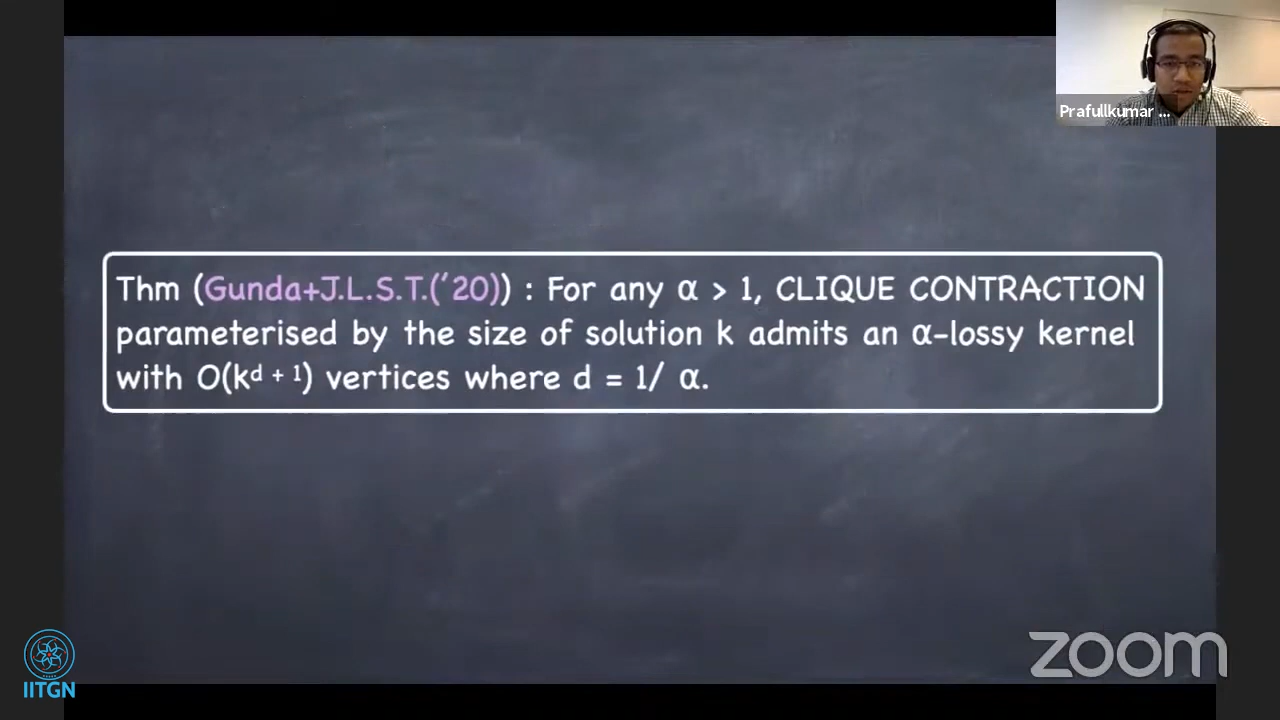 Prafullkumar ...
Thm (Gunda+J.L.S.T.('20)) : For any α > 1, CLIQUE CONTRACTION
parameterised by the size of solution k admits an α-lossy kernel
with O(kᵈ ⁺ ¹) vertices where d = 1/ α.
IITGN
zoom